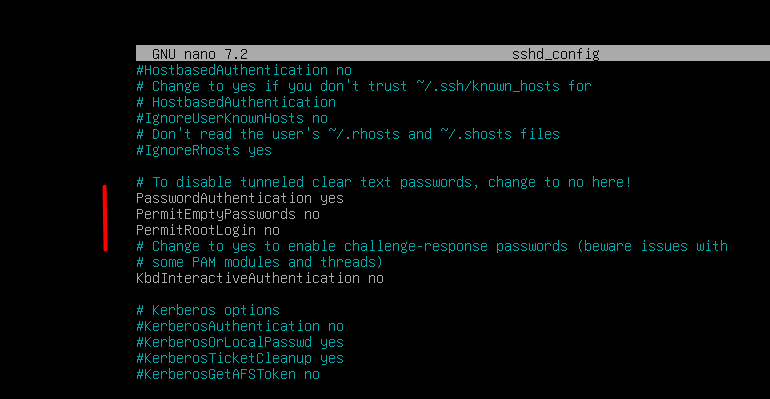 GNU nano 7.2 sshd_config
#HostbasedAuthentication no
# Change to yes if you don't trust ~/.ssh/known_hosts for
# HostbasedAuthentication
#IgnoreUserKnownHosts no
# Don't read the user's ~/.rhosts and ~/.shosts files
#IgnoreRhosts yes
# To disable tunneled clear text passwords, change to no here!
PasswordAuthentication yes
PermitEmptyPasswords no
PermitRootLogin no
# Change to yes to enable challenge-response passwords (beware issues with
# some PAM modules and threads)
KbdInteractiveAuthentication no
# Kerberos options
#KerberosAuthentication no
#KerberosOrLocalPasswd yes
#KerberosTicketCleanup yes
#KerberosGetAFSToken no